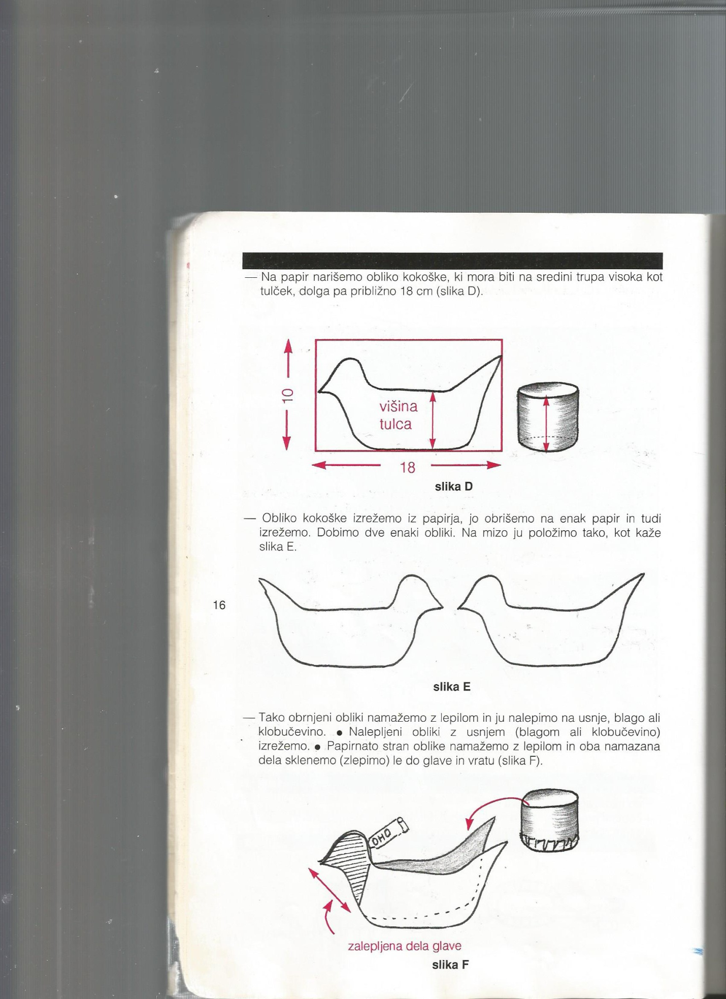 — Na papir narišemo obliko kokoške, ki mora biti na sredini trupa visoka kot
tulček, dolga pa približno 18 cm (slika D).
10
višina
tulca
18
slika D
— Obliko kokoške izrežemo iz papirja, jo obrišemo na enak papir in tudi
izrežemo. Dobimo dve enaki obliki. Na mizo ju položimo tako, kot kaže
slika E.
16
slika E
— Tako obrnjeni obliki namažemo z lepilom in ju nalepimo na usnje, blago ali
klobučevino. ● Nalepljeni obliki z usnjem (blagom ali klobučevino)
izrežemo. ● Papirnato stran oblike namažemo z lepilom in oba namazana
dela sklenemo (zlepimo) le do glave in vratu (slika F).
OHO
zalepljena dela glave
slika F